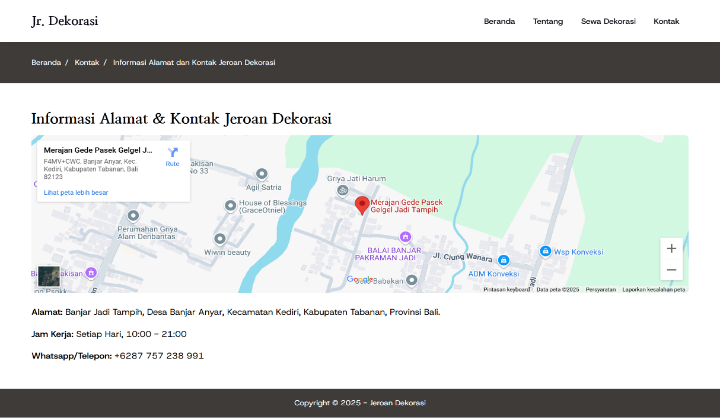 Jr. Dekorasi
Beranda
Tentang
Sewa Dekorasi
Kontak
Beranda / Kontak / Informasi Alamat dan Kontak Jeroan Dekorasi
Informasi Alamat & Kontak Jeroan Dekorasi
Merajan Gede Pasek Gelgel J...
F4MV+CWC, Banjar Anyar, Kec.
Kediri, Kabupaten Tabanan, Bali
82123
Rute
Lihat peta lebih besar
No 33
Agil Satria
Griya Jati Harum
House of Blessings
(GraceOtniel)
Merajan Gede Pasek
Gelgel Jadi Tampih
Perumahan Griya
Alam Denbantas
Wiwin beauty
BALAI BANJAR
PAKRAMAN JADI
Jl. Ciung Wanara
Wsp Konveksi
ADM Konveksi
Google
Babakan
Pintasan keyboard
Data peta ©2025
Persyaratan
Laporkan kesalahan peta
Alamat: Banjar Jadi Tampih, Desa Banjar Anyar, Kecamatan Kediri, Kabupaten Tabanan, Provinsi Bali.
Jam Kerja: Setiap Hari, 10:00 - 21:00
Whatsapp/Telepon: +6287 757 238 991
Copyright © 2025 - Jeroan Dekorasi